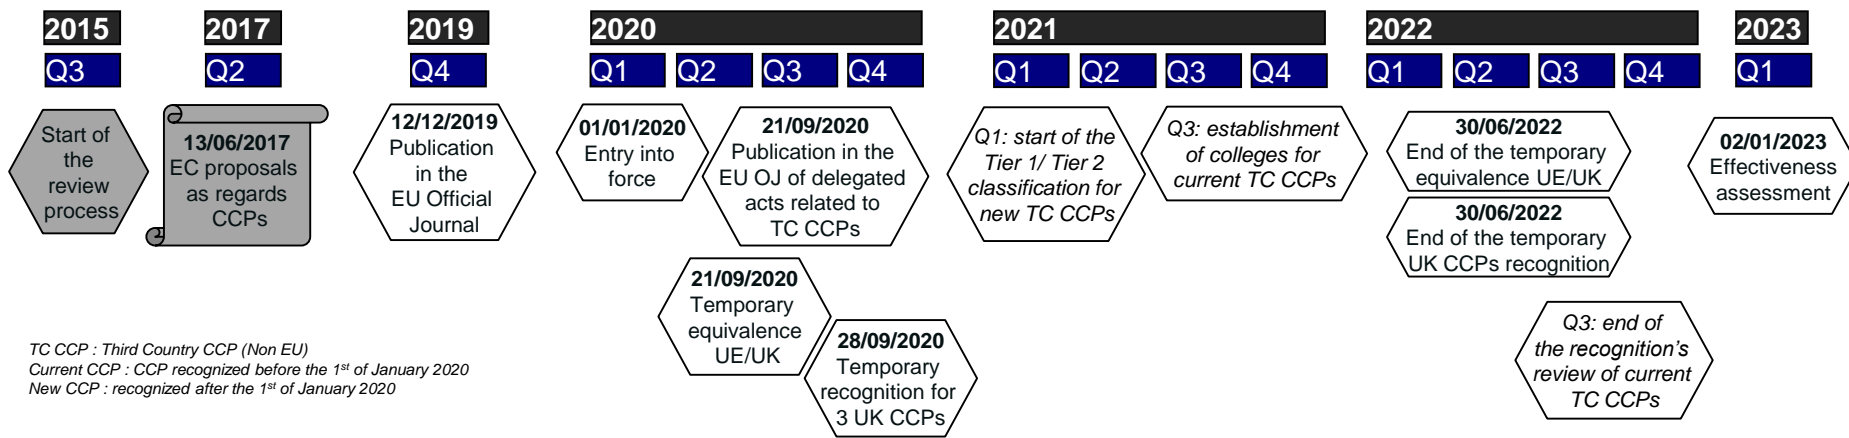 2015
2017
2019
2020
2021
2022
2023
Q3
Q2
Q4
Q1
Q2
Q3
Q4
Q1
Q2
Q3
Q4
Q1
Q2
Q3
Q4
Q1
Start of
the
review
process
13/06/2017
EC proposals
as regards
CCPs
12/12/2019
Publication
in the
EU Official
Journal
01/01/2020
Entry into
force
21/09/2020
Publication in the
EU OJ of delegated
acts related to
TC CCPs
21/09/2020
Temporary
equivalence
UE/UK
28/09/2020
Temporary
recognition for
3 UK CCPs
Q1: start of the
Tier 1/ Tier 2
classification for
new TC CCPs
Q3: establishment
of colleges for
current TC CCPs
30/06/2022
End of the temporary
equivalence UE/UK
30/06/2022
End of the temporary
UK CCPs recognition
Q3: end of
the recognition's
review of current
TC CCPs
02/01/2023
Effectiveness
assessment
TC CCP : Third Country CCP (Non EU)
Current CCP : CCP recognized before the 1st of January 2020
New CCP : recognized after the 1st of January 2020